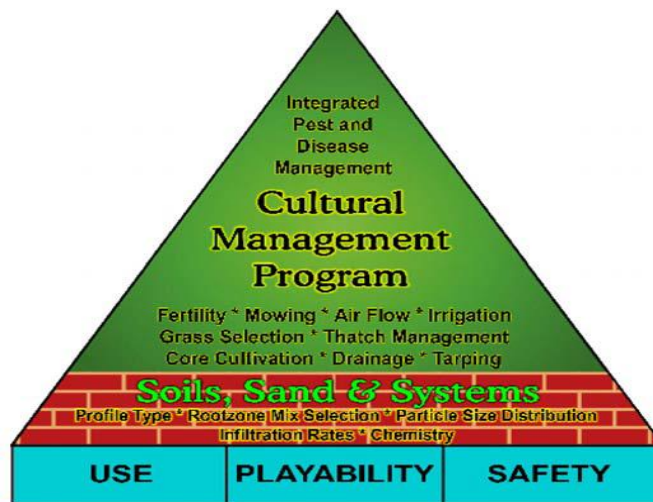 Integrated
Pest and
Disease
Management
Cultural
Management
Program
Fertility * Mowing * Air Flow * Irrigation
Grass Selection * Thatch Management
Core Cultivation * Drainage * Tarping
Soils, Sand & Systems
Profile Type * Rootzone Mix Selection * Particle Size Distribution
Infiltration Rates * Chemistry
USE PLAYABILITY SAFETY